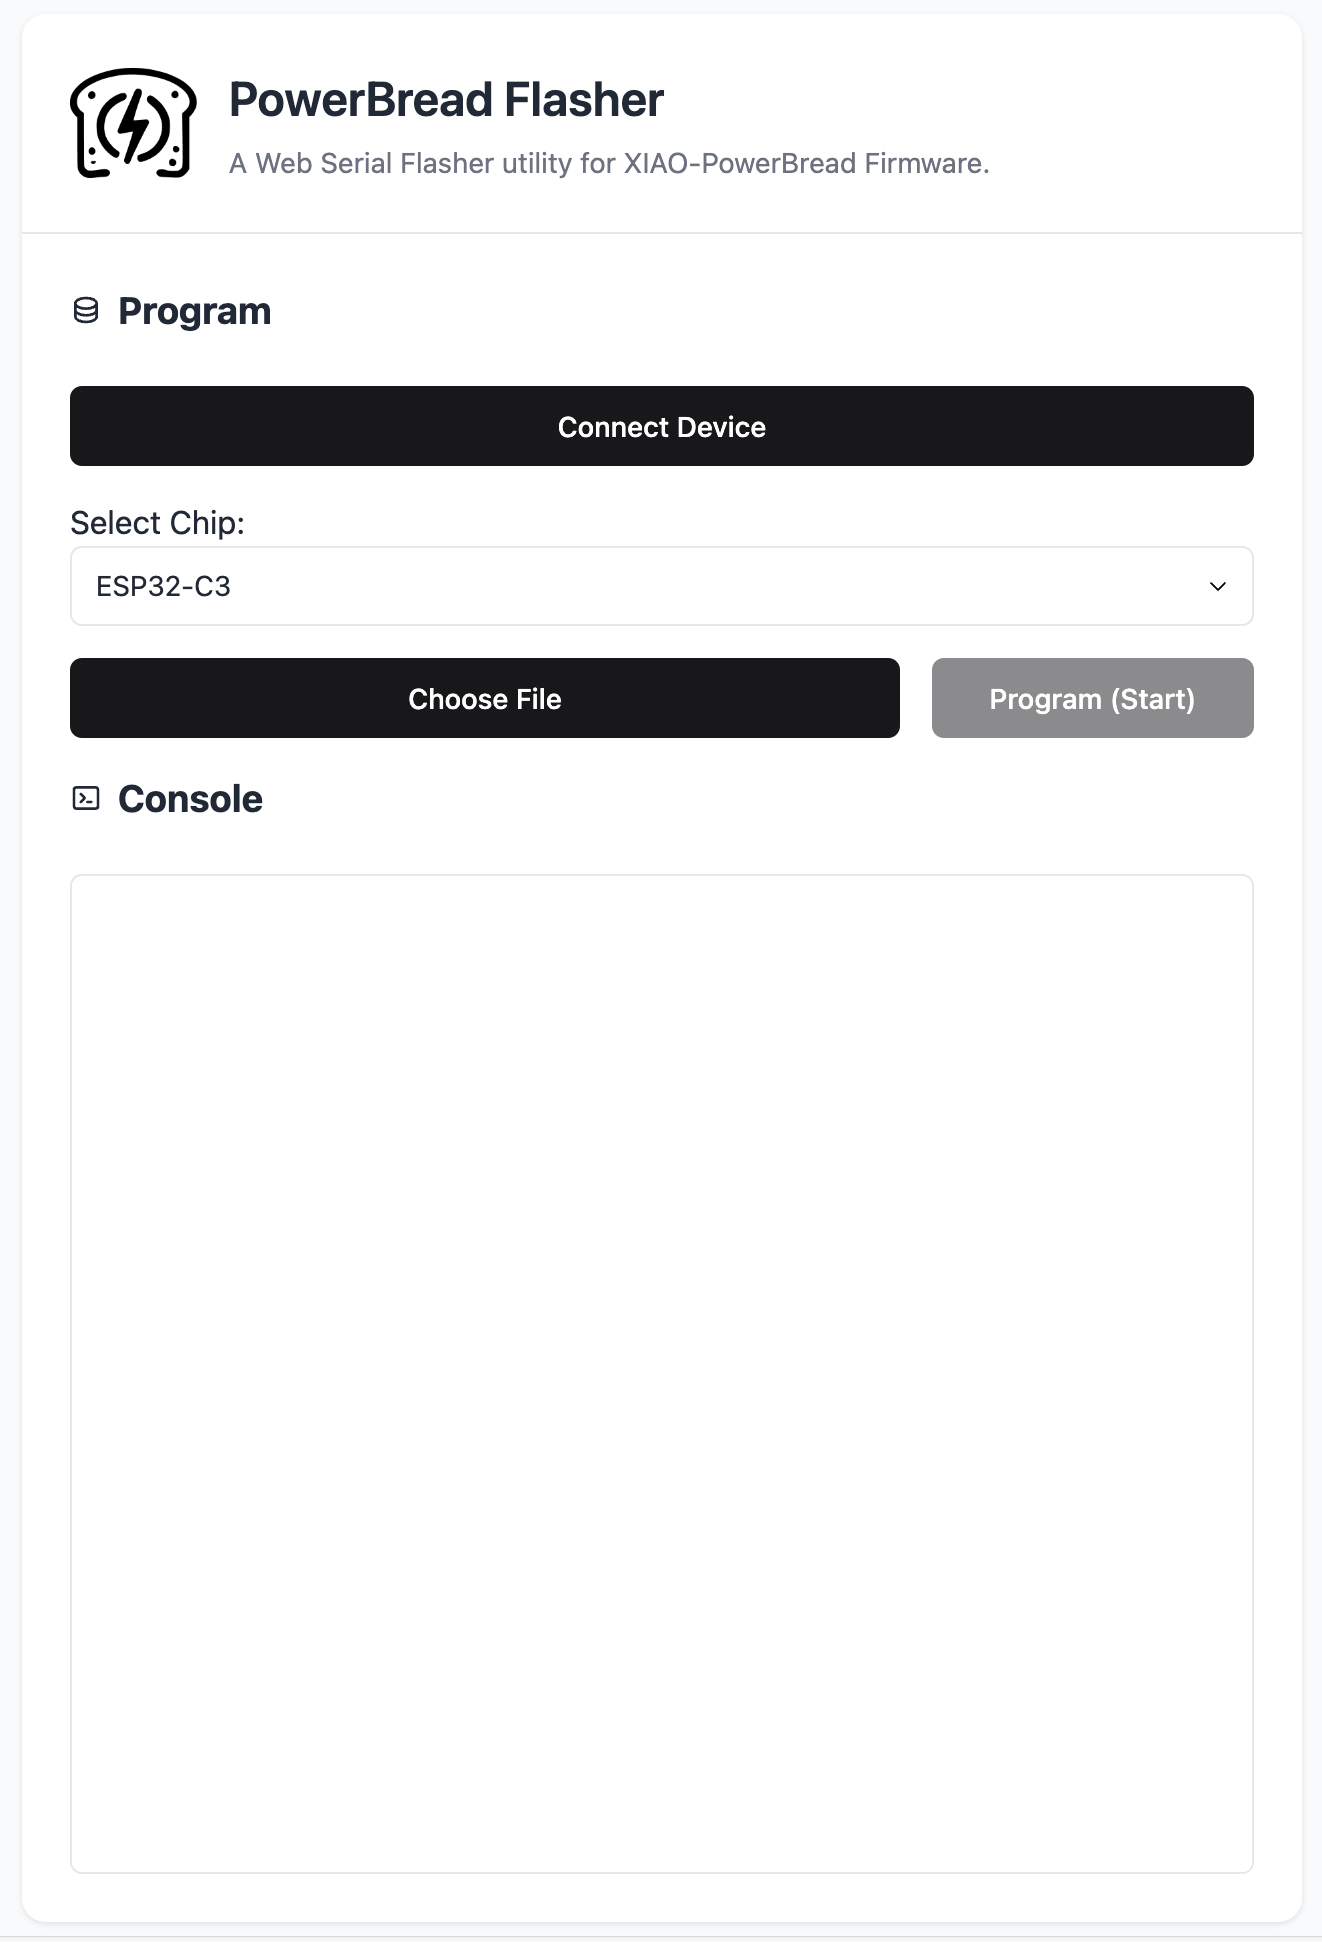 PowerBread Flasher
A Web Serial Flasher utility for XIAO-PowerBread Firmware.
Program
Connect Device
Select Chip:
ESP32-C3
Choose File
Program (Start)
Console